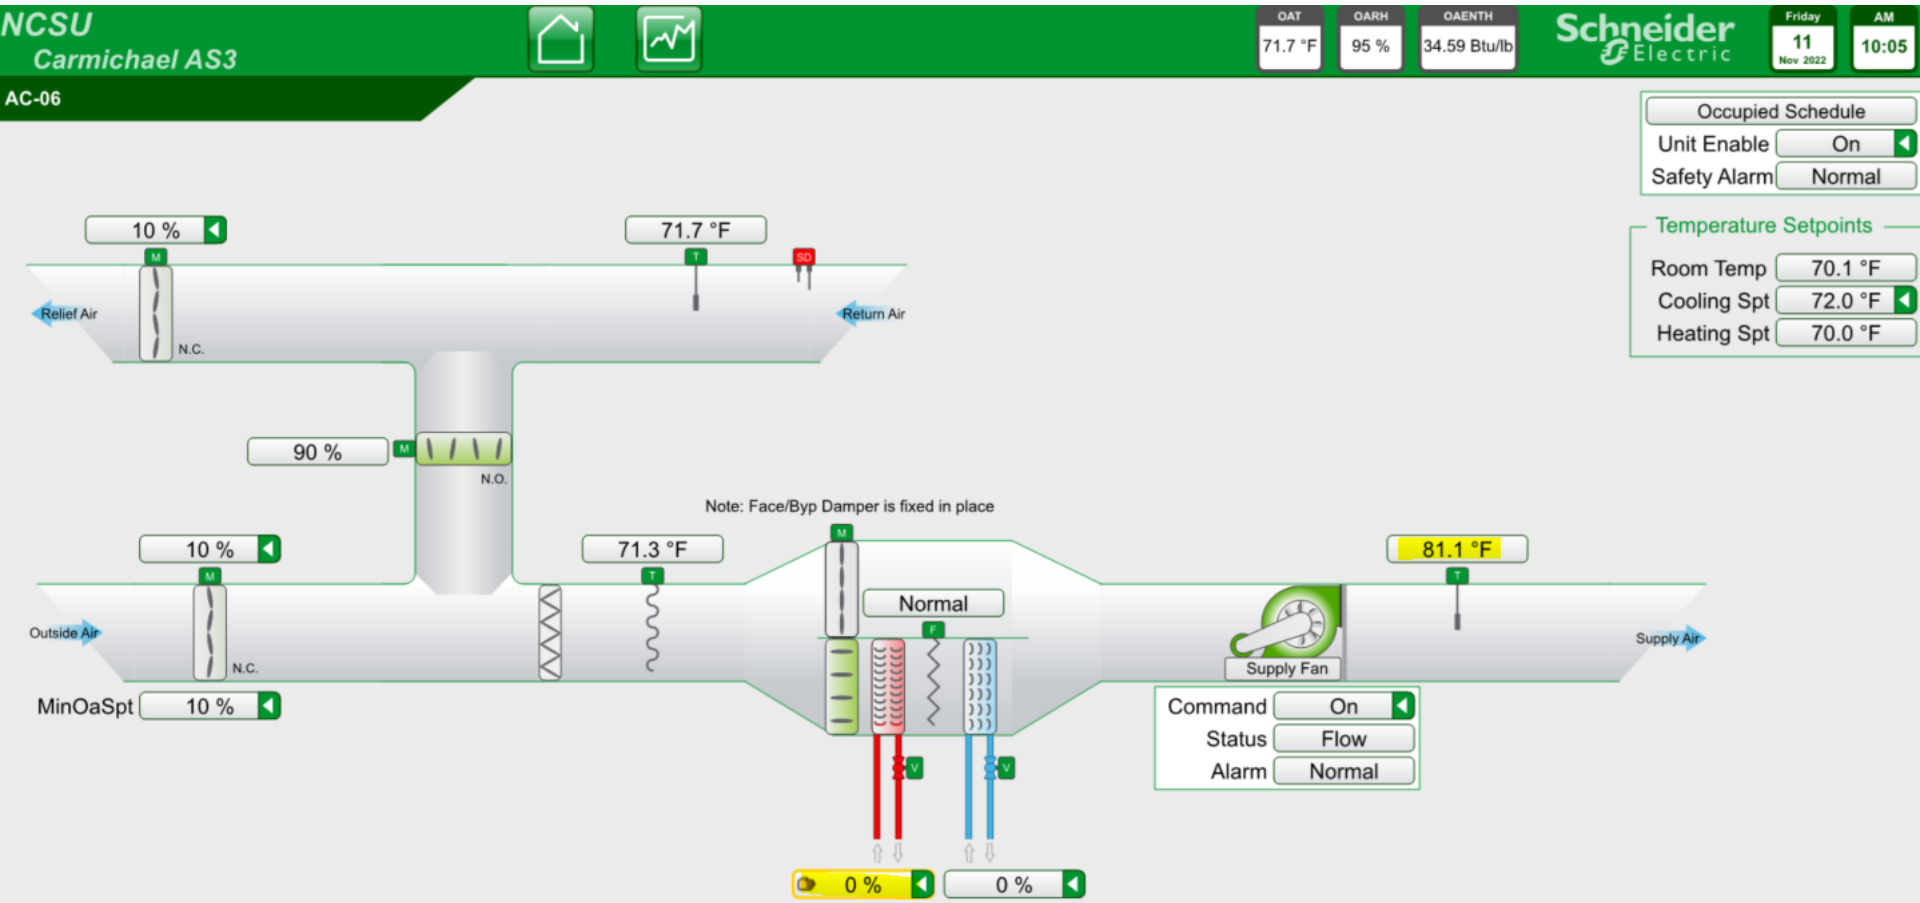 NCSU
Carmichael AS3
OAT
71.7 °F
OARH
95 %
OAENTH
34.59 Btu/lb
Schneider
Electric
Friday
11
Nov 2022
AM
10:05
AC-06
Occupied Schedule
Unit Enable On
Safety Alarm Normal
Temperature Setpoints
Room Temp 70.1 °F
Cooling Spt 72.0 °F
Heating Spt 70.0 °F
10 %
M
71.7 °F
T
SD
Relief Air
N.C.
Return Air
90 %
M
N.O.
Note: Face/Byp Damper is fixed in place
10 %
M
71.3 °F
T
M
Normal
F
81.1 °F
T
Outside Air
N.C.
Supply Air
Supply Fan
MinOaSpt 10 %
Command On
Status Flow
Alarm Normal
V
V
0 %
0 %